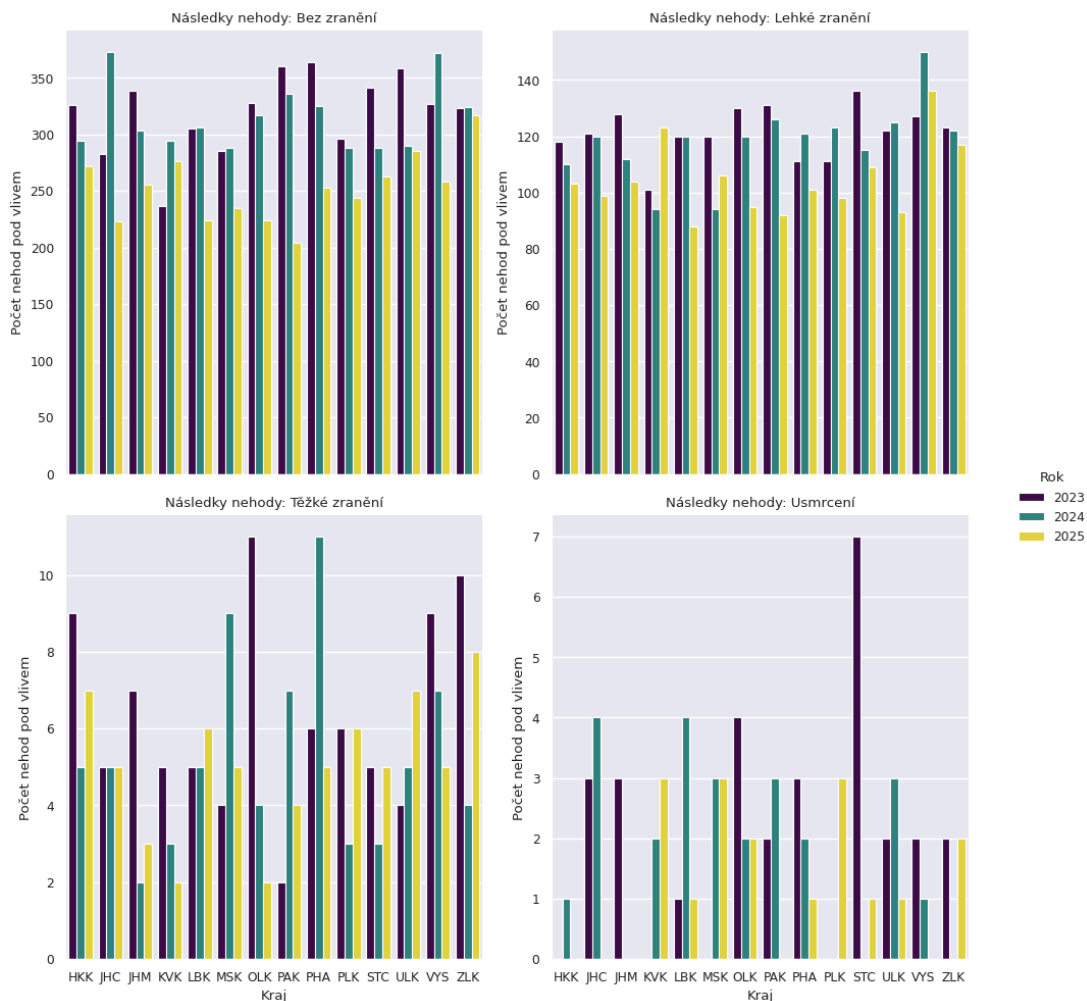 Následky nehody: Bez zranění
Následky nehody: Lehké zranění
Počet nehod pod vlivem
350
300
250
200
150
100
50
0
Počet nehod pod vlivem
140
120
100
80
60
40
20
0
Rok
2023
2024
2025
Následky nehody: Těžké zranění
Následky nehody: Usmrcení
Počet nehod pod vlivem
10
8
6
4
2
0
HKK JHC JHM KVK LBK MSK OLK PAK PHA PLK STC ULK VYS ZLK
Kraj
Počet nehod pod vlivem
7
6
5
4
3
2
1
0
HKK JHC JHM KVK LBK MSK OLK PAK PHA PLK STC ULK VYS ZLK
Kraj